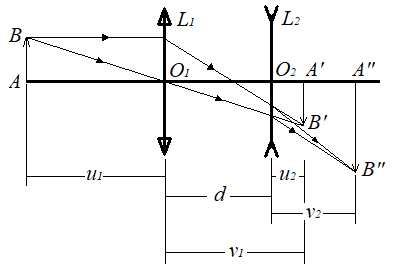 L₁ L₂
B
O₁ O₂ A' A"
A
B'
B"
u₁ u₂
d v₂
v₁